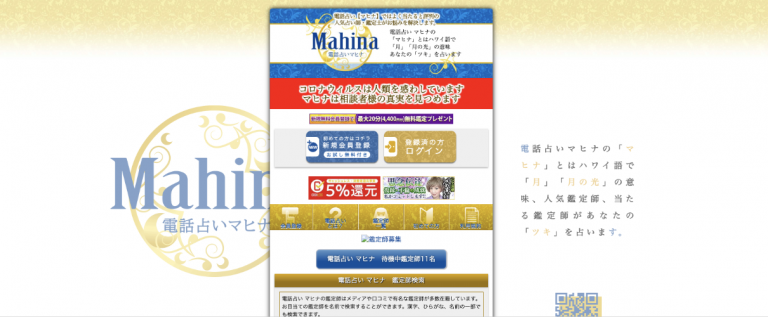 電話占い【マヒナ】ではよく当たると評判の
人気占い師・鑑定士がお悩みを解決します。
Mahina
電話占い マヒナ
電話占い マヒナの
「マヒナ」とはハワイ語で
「月」「月の光」の意味
あなたの「ツキ」を占います
コロナウィルスは人類を惑わしています
マヒナは相談者様の真実を見つめます
新規無料会員登録で
最大20分(4,400円分)無料鑑定プレゼント
初めての方はコチラ
新規会員登録
お試し無料付き
登録済の方
ログイン
5%還元
鑑定師募集
電話占い マヒナ 待機中鑑定師11名
電話占い マヒナ 鑑定師検索
電話占い マヒナの鑑定師はメディアや口コミで有名な鑑定師が多数在籍しています。
お目当ての鑑定師を名前で検索することができます。漢字、ひらがな、名前の一部で
も検索できます。
Mahin
電話占いマヒナ
電話占いマヒナの「マ
ヒナ」とはハワイ語で
「月」「月の光」の意
味、人気鑑定師、当た
る鑑定師があなたの
「ツキ」を占います。